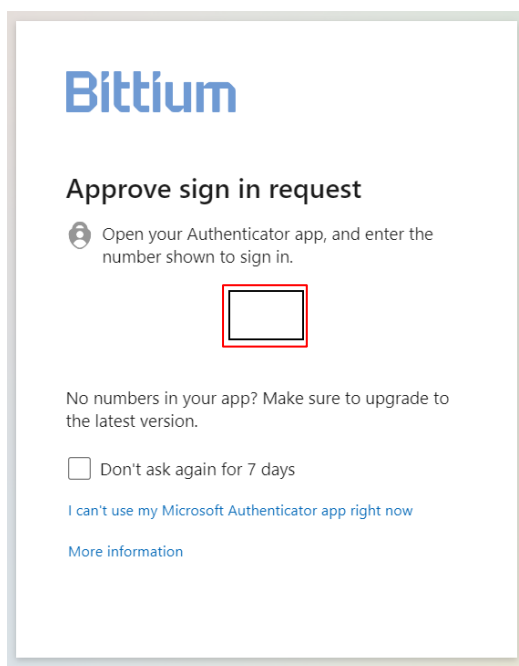 Bittium
Approve sign in request
Open your Authenticator app, and enter the
number shown to sign in.
No numbers in your app? Make sure to upgrade to
the latest version.
Don't ask again for 7 days
I can't use my Microsoft Authenticator app right now
More information